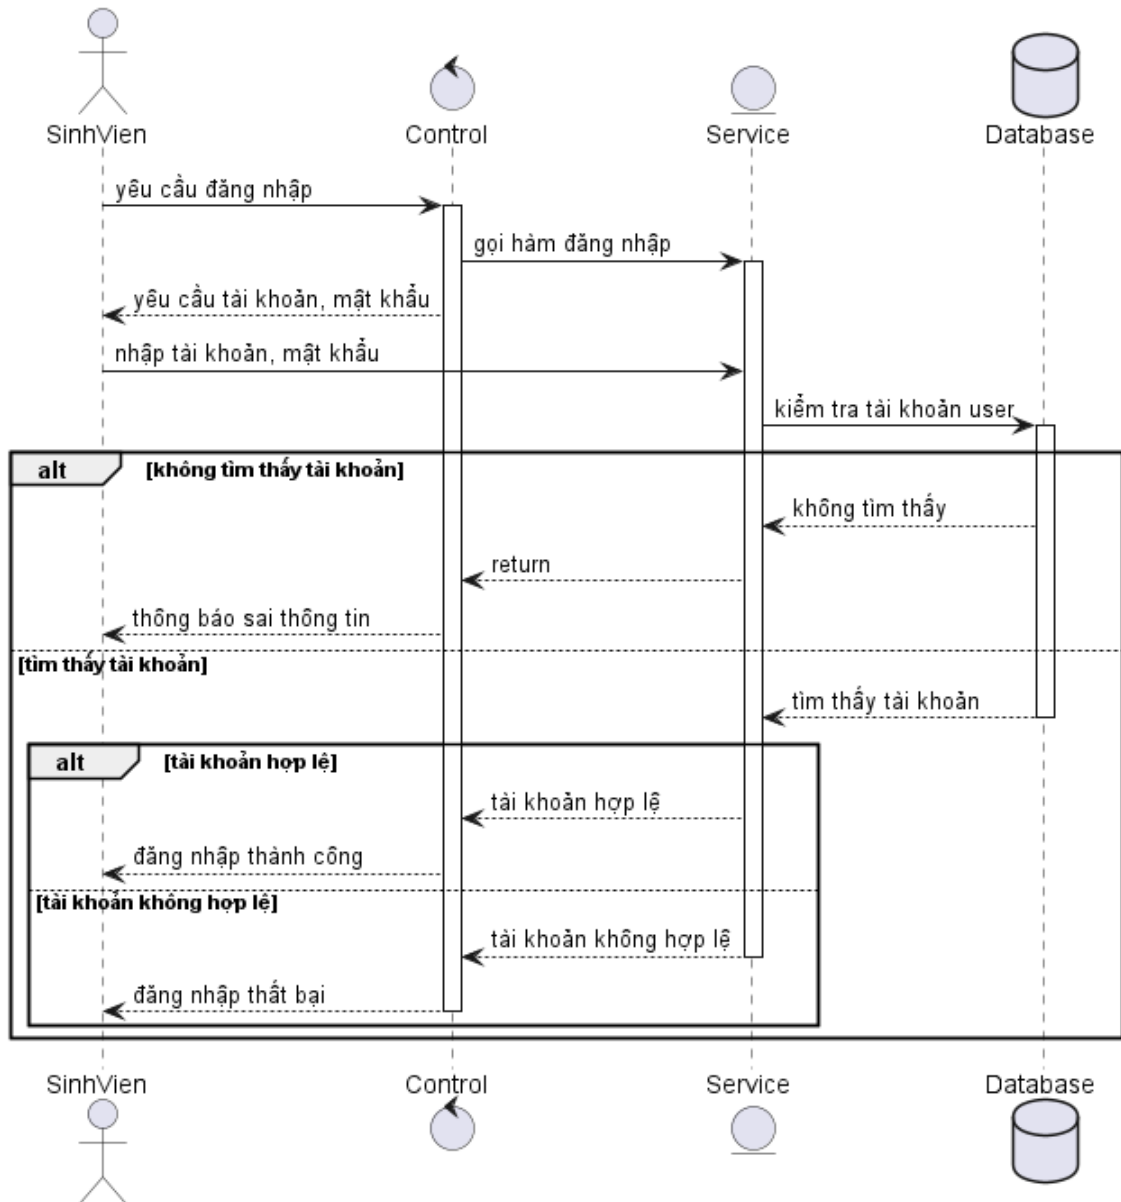 SinhVien
Control
Service
Database
yêu cầu đăng nhập
gọi hàm đăng nhập
yêu cầu tài khoản, mật khẩu
nhập tài khoản, mật khẩu
kiểm tra tài khoản user
alt
[không tìm thấy tài khoản]
không tìm thấy
return
thông báo sai thông tin
[tìm thấy tài khoản]
tìm thấy tài khoản
alt
[tài khoản hợp lệ]
tài khoản hợp lệ
đăng nhập thành công
[tài khoản không hợp lệ]
tài khoản không hợp lệ
đăng nhập thất bại
SinhVien
Control
Service
Database